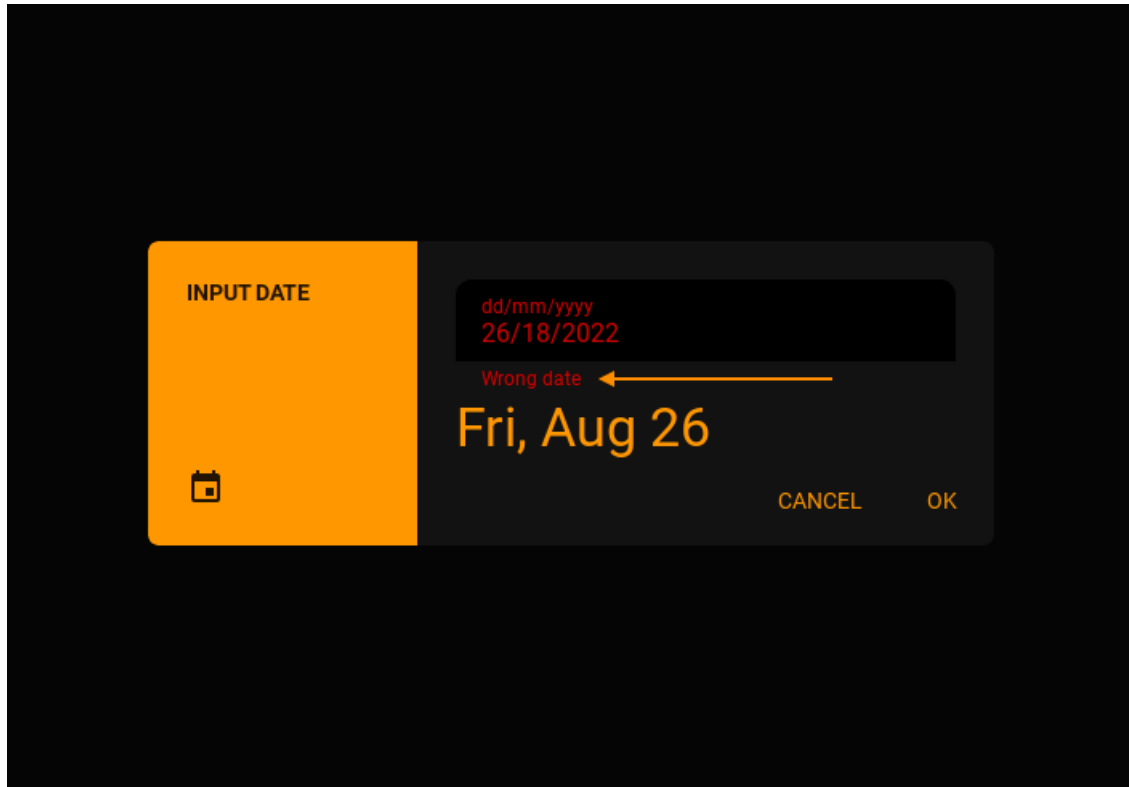 INPUT DATE
dd/mm/yyyy
26/18/2022
Wrong date
Fri, Aug 26
CANCEL
OK